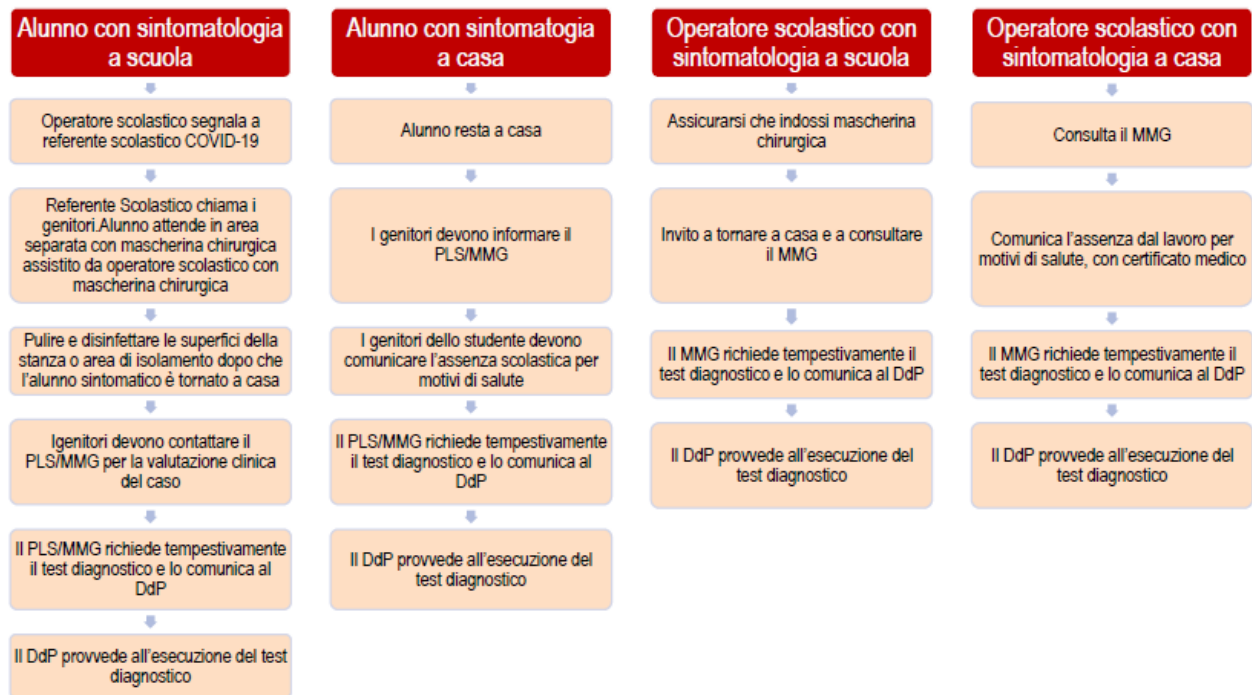 Alunno con sintomatologia
a scuola
Operatore scolastico segnala a
referente scolastico COVID-19
Referente Scolastico chiama i
genitori.Alunno attende in area
separata con mascherina chirurgica
assistito da operatore scolastico con
mascherina chirurgica
Pulire e disinfettare le superfici della
stanza o area di isolamento dopo che
l'alunno sintomatico è tornato a casa
Igenitori devono contattare il
PLS/MMG per la valutazione clinica
del caso
Il PLS/MMG richiede tempestivamente
il test diagnostico e lo comunica al
DdP
Il DdP provvede all'esecuzione del test
diagnostico
Alunno con sintomatogia
a casa
Alunno resta a casa
I genitori devono informare il
PLS/MMG
I genitori dello studente devono
comunicare l'assenza scolastica per
motivi di salute
Il PLS/MMG richiede tempestivamente
il test diagnostico e lo comunica al
DdP
Il DdP provvede all'esecuzione del
test diagnostico
Operatore scolastico con
sintomatologia a scuola
Assicurarsi che indossi mascherina
chirurgica
Invito a tornare a casa e a consultare
il MMG
Il MMG richiede tempestivamente il
test diagnostico e lo comunica al DdP
Il DdP provvede all'esecuzione del
test diagnostico
Operatore scolastico con
sintomatologia a casa
Consulta il MMG
Comunica l'assenza dal lavoro per
motivi di salute, con certificato medico
Il MMG richiede tempestivamente il
test diagnostico e lo comunica al DdP
Il DdP provvede all'esecuzione del
test diagnostico